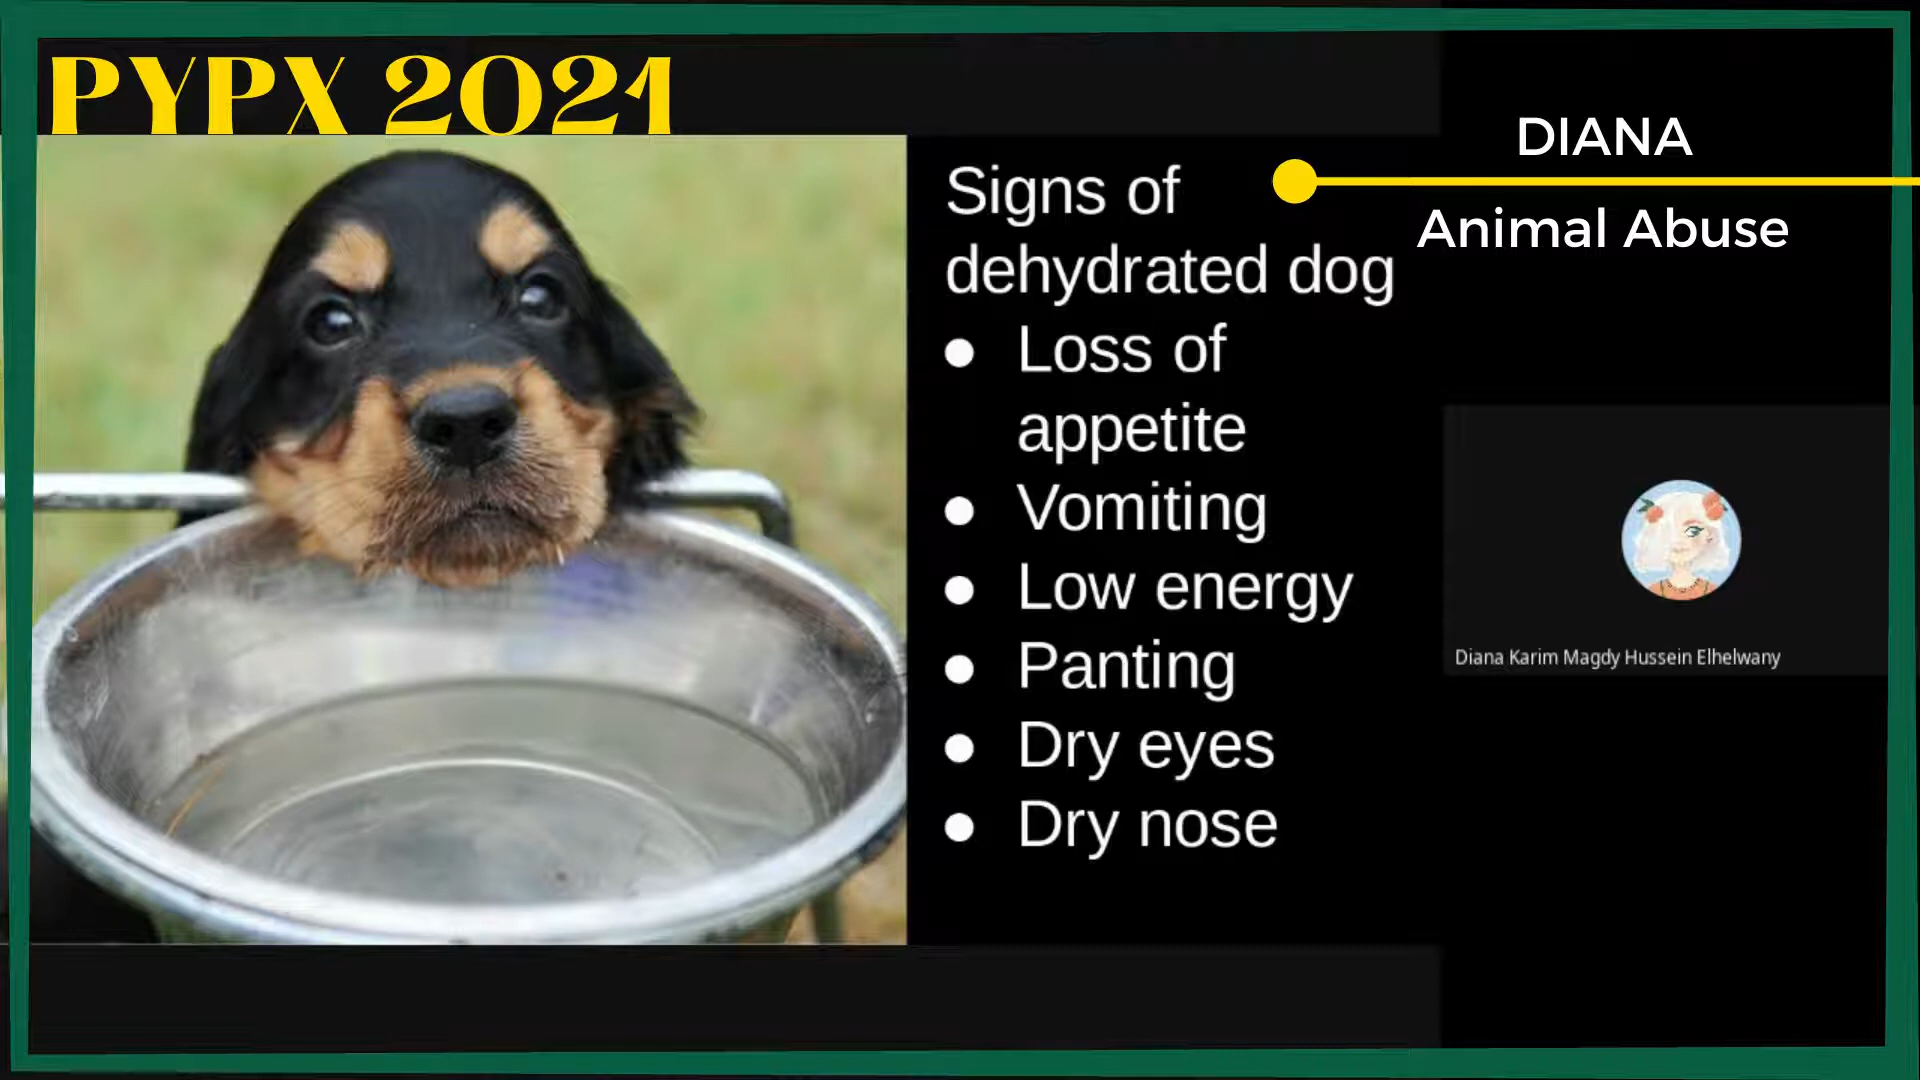 PYPX 2021
DIANA
Animal Abuse
Signs of
dehydrated dog
● Loss of
appetite
● Vomiting
● Low energy
● Panting
● Dry eyes
● Dry nose
Diana Karim Magdy Hussein Elhelwany